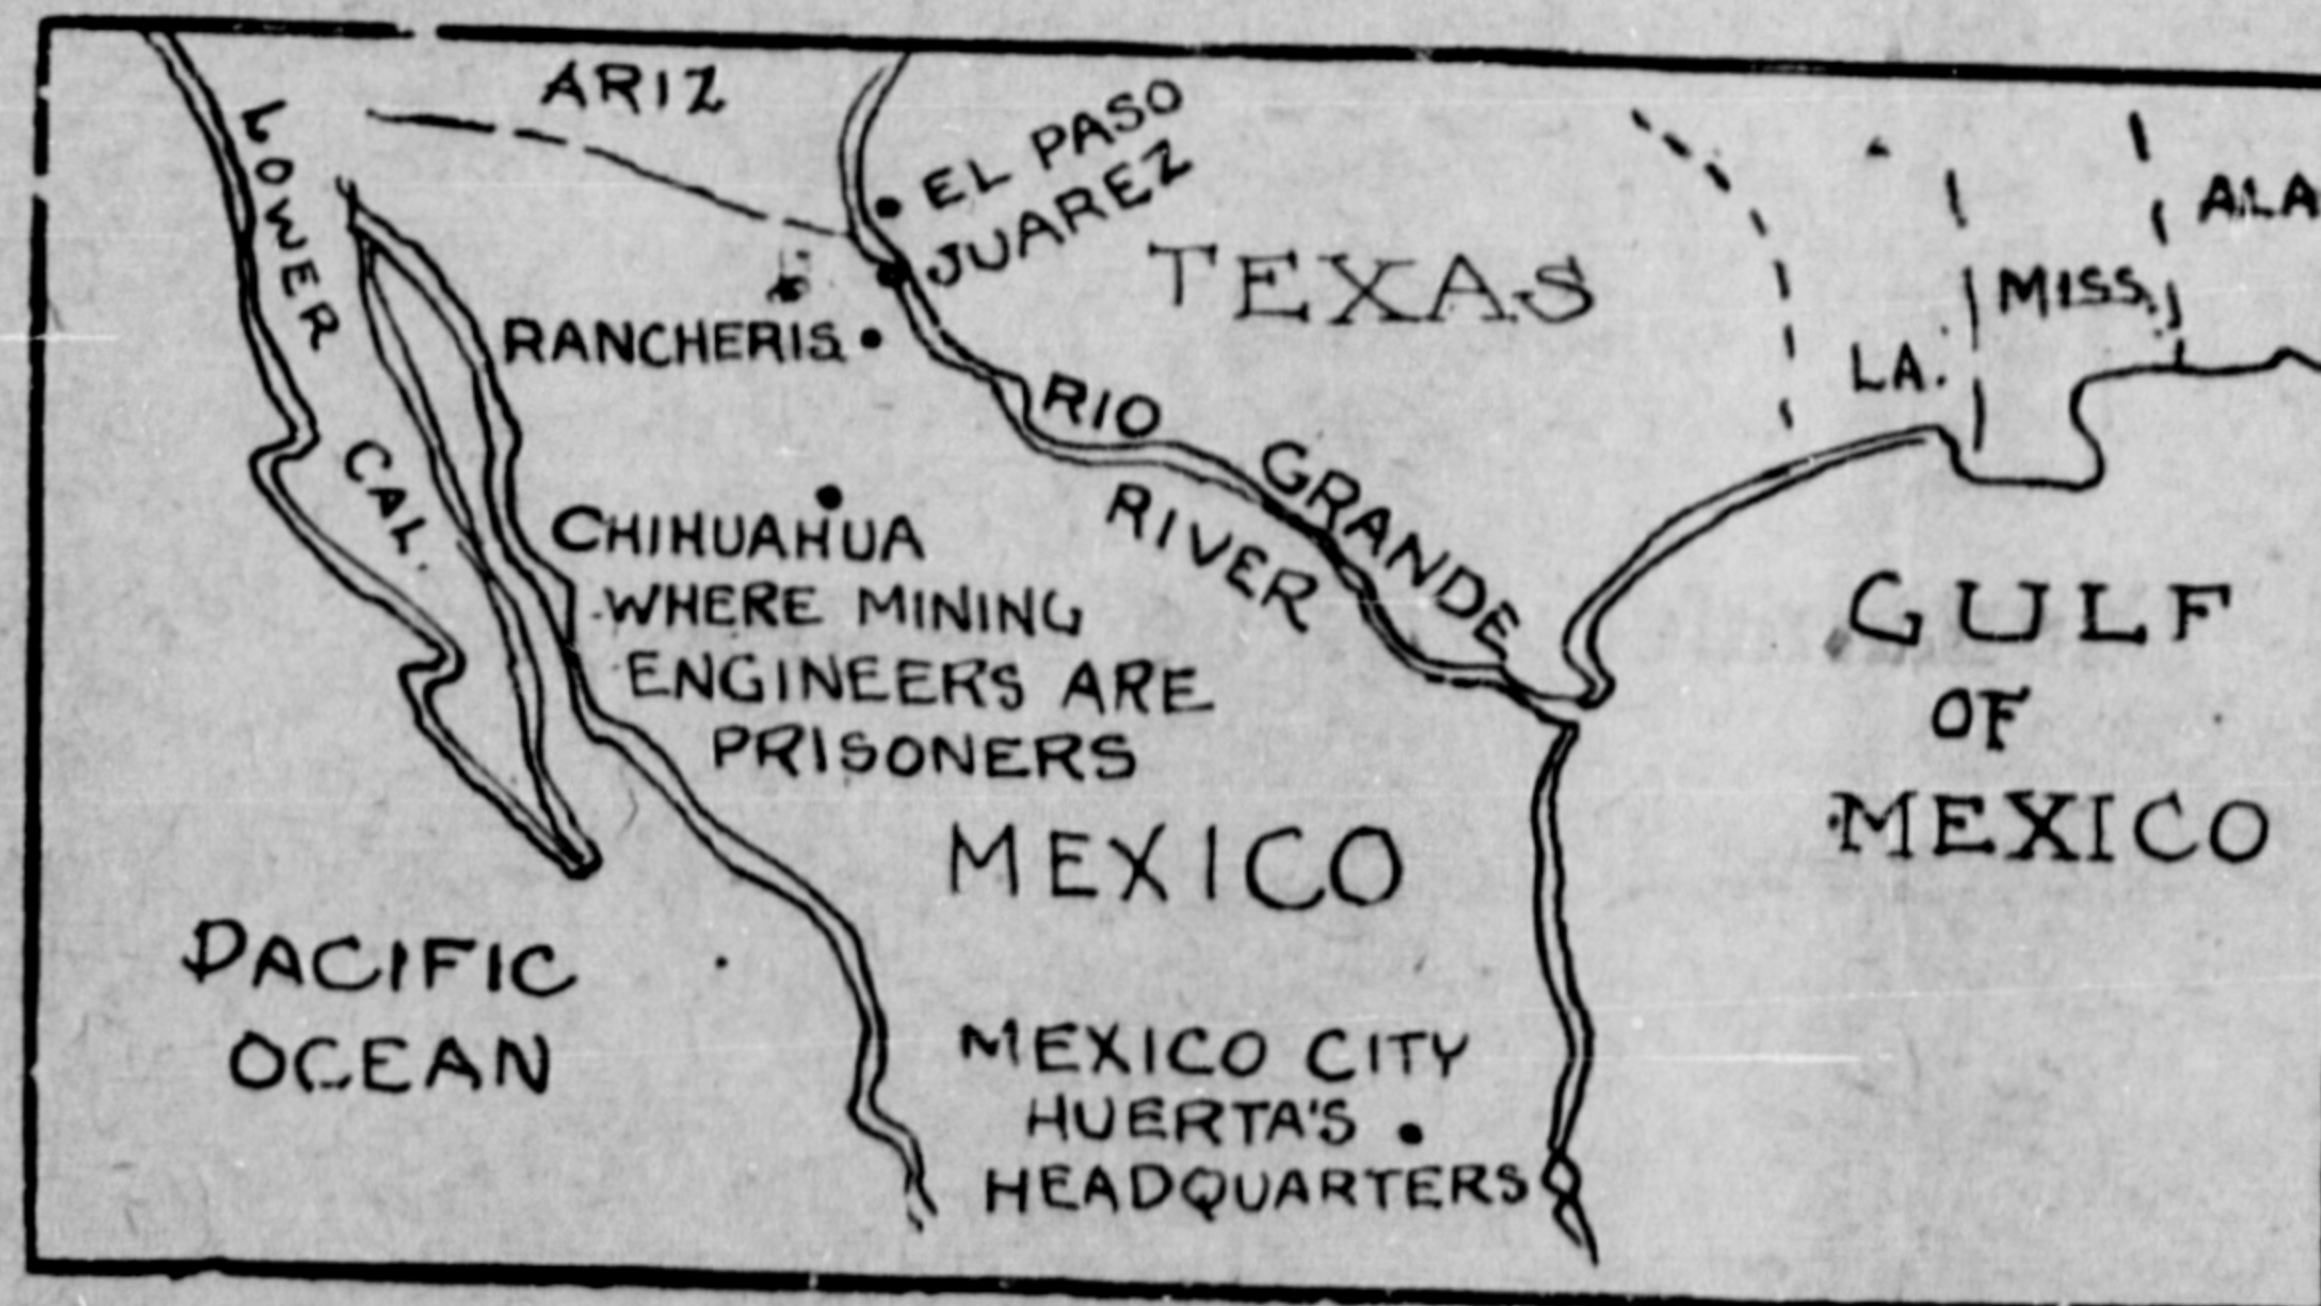 ARIZ
EL PASO
JUAREZ
LOWER
CAL.
TEXAS
ALA
MISS.
LA.
RANCHERIS
RIO GRANDE
RIVER
CHIHUAHUA
WHERE MINING
ENGINEERS ARE
PRISONERS
GULF
OF
MEXICO
MEXICO
PACIFIC
OCEAN
MEXICO CITY
HUERTA'S
HEADQUARTERS